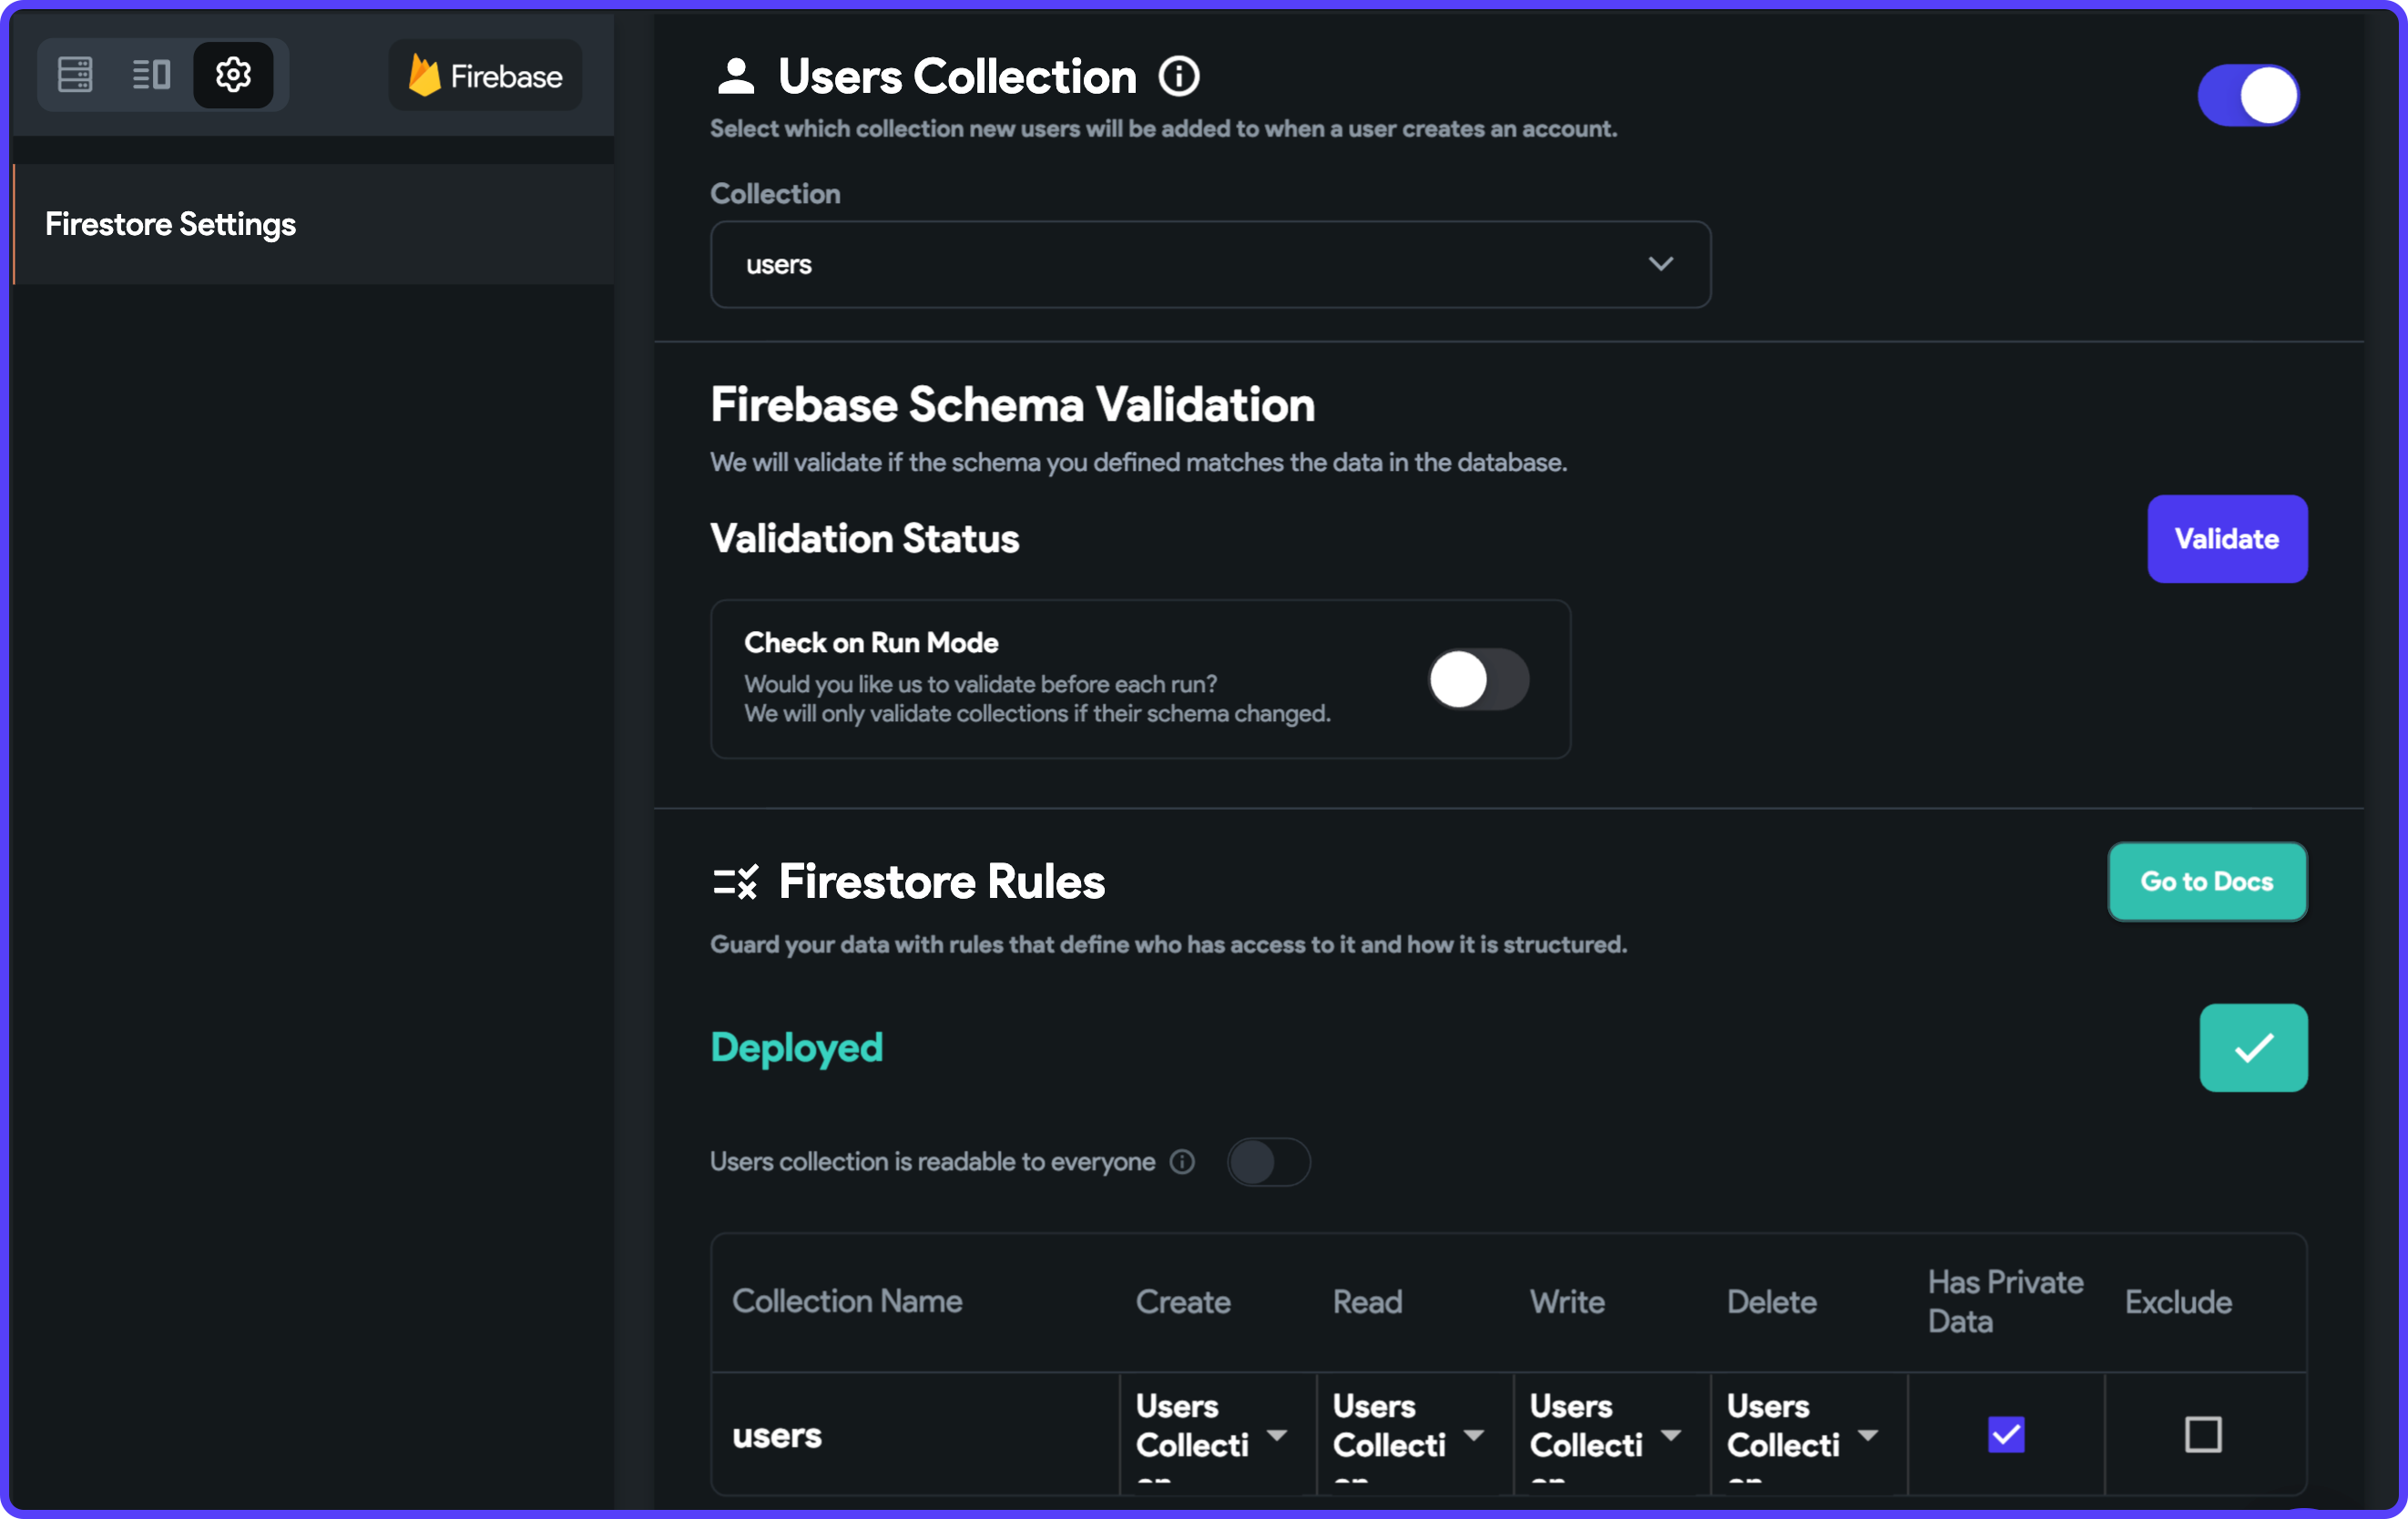 Firebase
Firestore Settings
Users Collection
Select which collection new users will be added to when a user creates an account.
Collection
users
Firebase Schema Validation
We will validate if the schema you defined matches the data in the database.
Validation Status
Validate
Check on Run Mode
Would you like us to validate before each run?
We will only validate collections if their schema changed.
Firestore Rules
Go to Docs
Guard your data with rules that define who has access to it and how it is structured.
Deployed
Users collection is readable to everyone
Collection Name
Create
Read
Write
Delete
Has Private
Data
Exclude
users
Users
Collecti
Users
Collecti
Users
Collecti
Users
Collecti